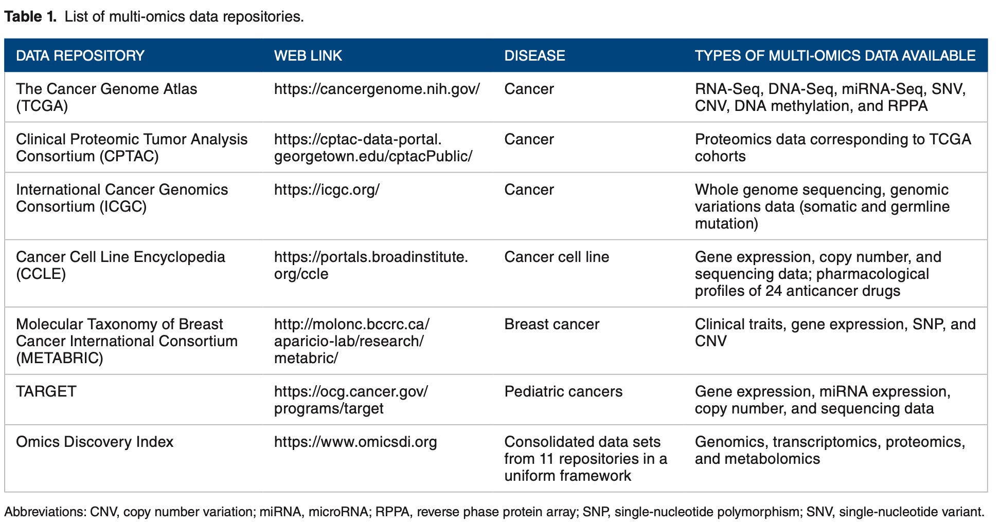 Table 1. List of multi-omics data repositories.
DATA REPOSITORY WEB LINK DISEASE TYPES OF MULTI-OMICS DATA AVAILABLE
The Cancer Genome Atlas https://cancergenome.nih.gov/ Cancer RNA-Seq, DNA-Seq, miRNA-Seq, SNV,
(TCGA) CNV, DNA methylation, and RPPA
Clinical Proteomic Tumor Analysis https://cptac-data-portal. Cancer Proteomics data corresponding to TCGA
Consortium (CPTAC) georgetown.edu/cptacPublic/ cohorts
International Cancer Genomics https://icgc.org/ Cancer Whole genome sequencing, genomic
Consortium (ICGC) variations data (somatic and germline
mutation)
Cancer Cell Line Encyclopedia https://portals.broadinstitute. Cancer cell line Gene expression, copy number, and
(CCLE) org/ccle sequencing data; pharmacological
profiles of 24 anticancer drugs
Molecular Taxonomy of Breast http://molonc.bccrc.ca/ Breast cancer Clinical traits, gene expression, SNP, and
Cancer International Consortium aparicio-lab/research/ CNV
(METABRIC) metabric/
TARGET https://ocg.cancer.gov/ Pediatric cancers Gene expression, miRNA expression,
programs/target copy number, and sequencing data
Omics Discovery Index https://www.omicsdi.org Consolidated data sets Genomics, transcriptomics, proteomics,
from 11 repositories in a and metabolomics
uniform framework
Abbreviations: CNV, copy number variation; miRNA, microRNA; RPPA, reverse phase protein array; SNP, single-nucleotide polymorphism; SNV, single-nucleotide variant.